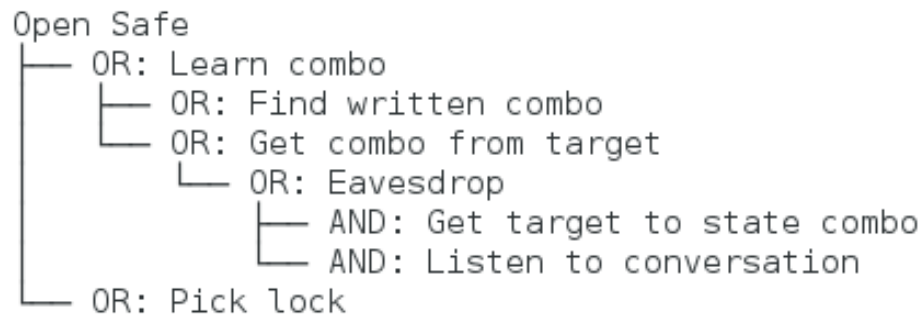 Open Safe
OR: Learn combo
OR: Find written combo
OR: Get combo from target
OR: Eavesdrop
AND: Get target to state combo
AND: Listen to conversation
OR: Pick lock